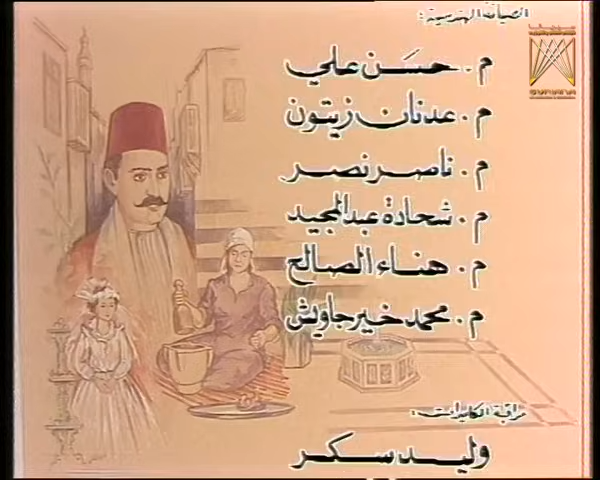 الصيانة الهندسية:
م. حسن علي
م. عدنان زيتون
م. ناصر نصر
م. شحادة عبد المجيد
م. هناء الصالح
م. محمد خير جاويش
مراقبة الكاميرات:
وليد سكر